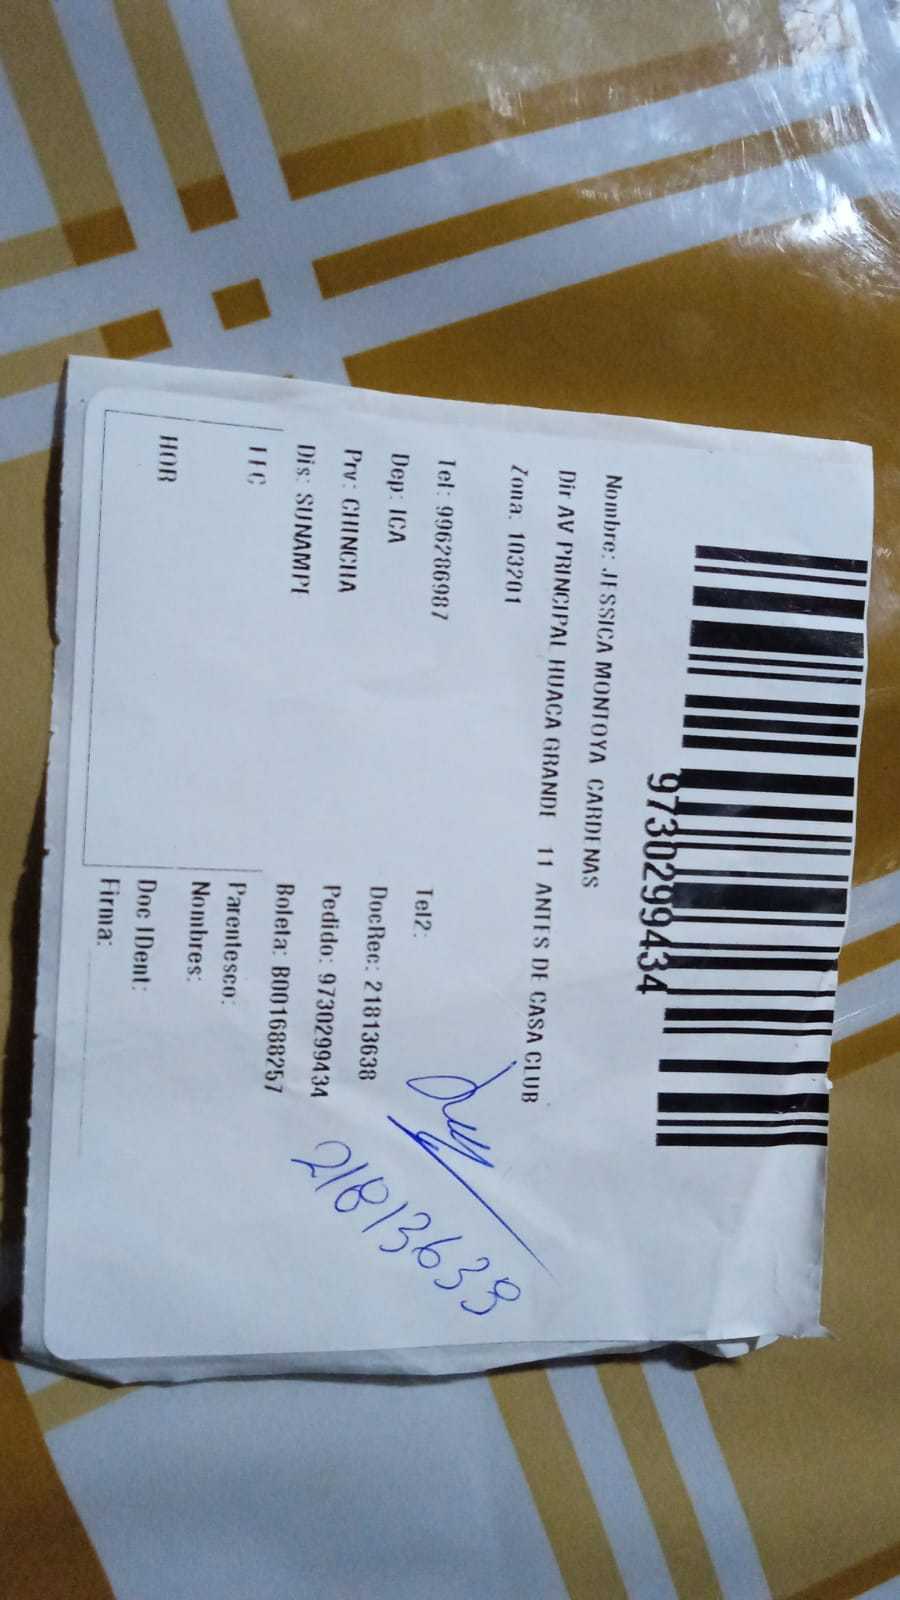 9730299434
Nombre: JESSICA MONTOYA CARDENAS
Dir AV PRINCIPAL HUACA GRANDE 11 ANTES DE CASA CLUB
Zona: 103201
Tel: 996286987 Tel2:
Dep: ICA DocRec: 21813638
Prv: CHINCHA Pedido: 9730299434
Dis: SUNAMPE Boleta: B001688257
FEC Parentesco:
Nombres:
HOR Doc IDent:
Firma:
21813638